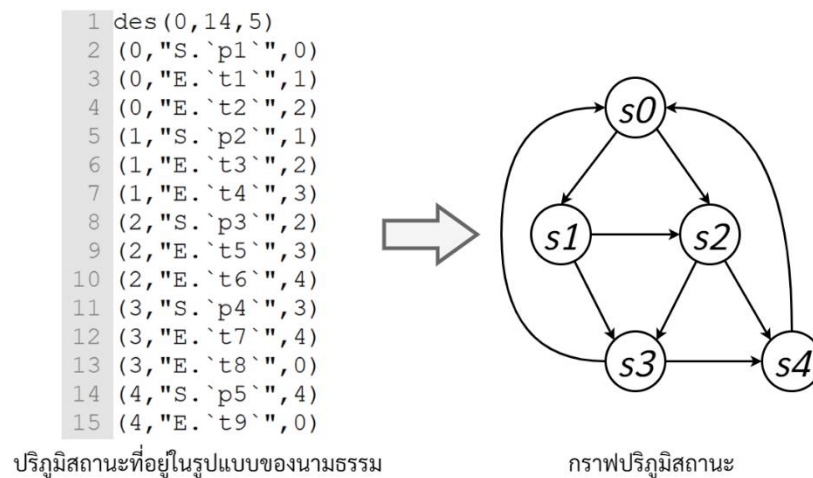 1 des(0,14,5)
2 (0,"S.`p1`",0)
3 (0,"E.`t1`",1)
4 (0,"E.`t2`",2)
5 (1,"S.`p2`",1)
6 (1,"E.`t3`",2)
7 (1,"E.`t4`",3)
8 (2,"S.`p3`",2)
9 (2,"E.`t5`",3)
10 (2,"E.`t6`",4)
11 (3,"S.`p4`",3)
12 (3,"E.`t7`",4)
13 (3,"E.`t8`",0)
14 (4,"S.`p5`",4)
15 (4,"E.`t9`",0)
ปริภูมิสถานะที่อยู่ในรูปแบบของนามธรรม
s0
s1
s2
s3
s4
กราฟปริภูมิสถานะ